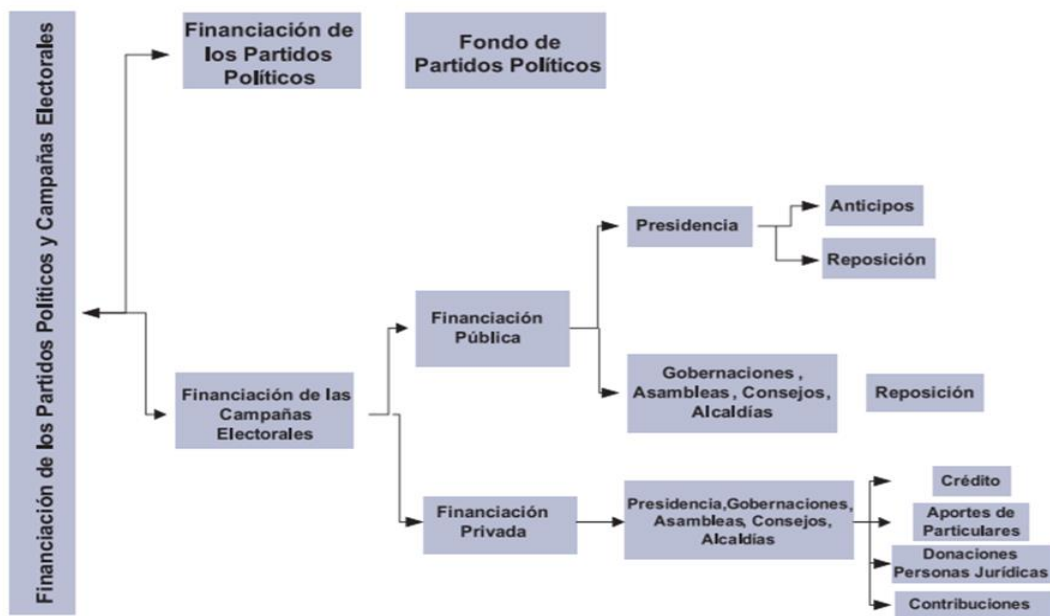 Financiación de los Partidos Políticos y Campañas Electorales
Financiación de
los Partidos
Políticos
Fondo de
Partidos Políticos
Financiación de las
Campañas
Electorales
Financiación
Pública
Presidencia
Anticipos
Reposición
Gobernaciones ,
Asambleas , Consejos ,
Alcaldías
Reposición
Financiación
Privada
Presidencia,Gobernaciones,
Asambleas, Consejos,
Alcaldías
Crédito
Aportes de
Particulares
Donaciones
Personas Jurídicas
Contribuciones